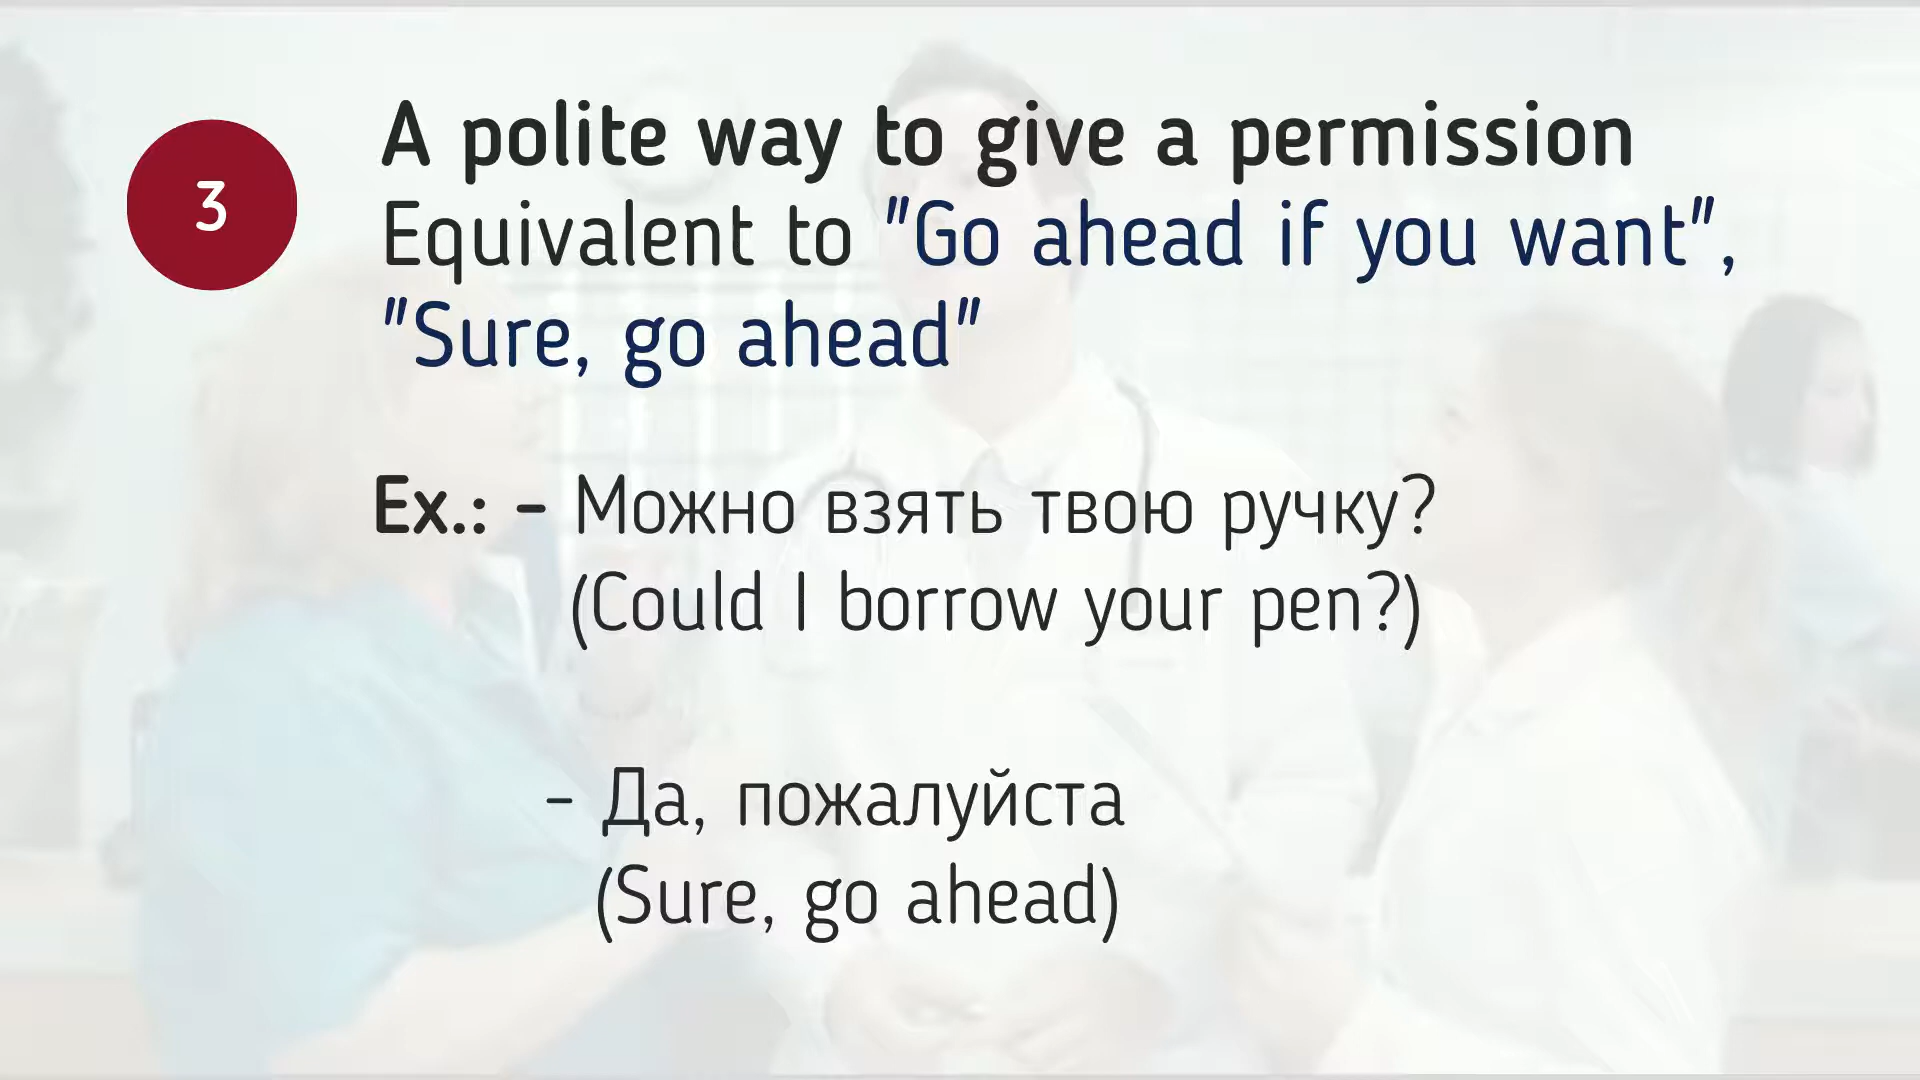 3
A polite way to give a permission
Equivalent to "Go ahead if you want",
"Sure, go ahead"
Ex.: - Можно взять твою ручку?
(Could I borrow your pen?)
- Да, пожалуйста
(Sure, go ahead)